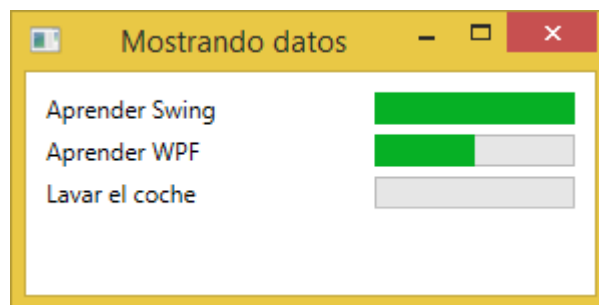 Mostrando datos
Aprender Swing
Aprender WPF
Lavar el coche